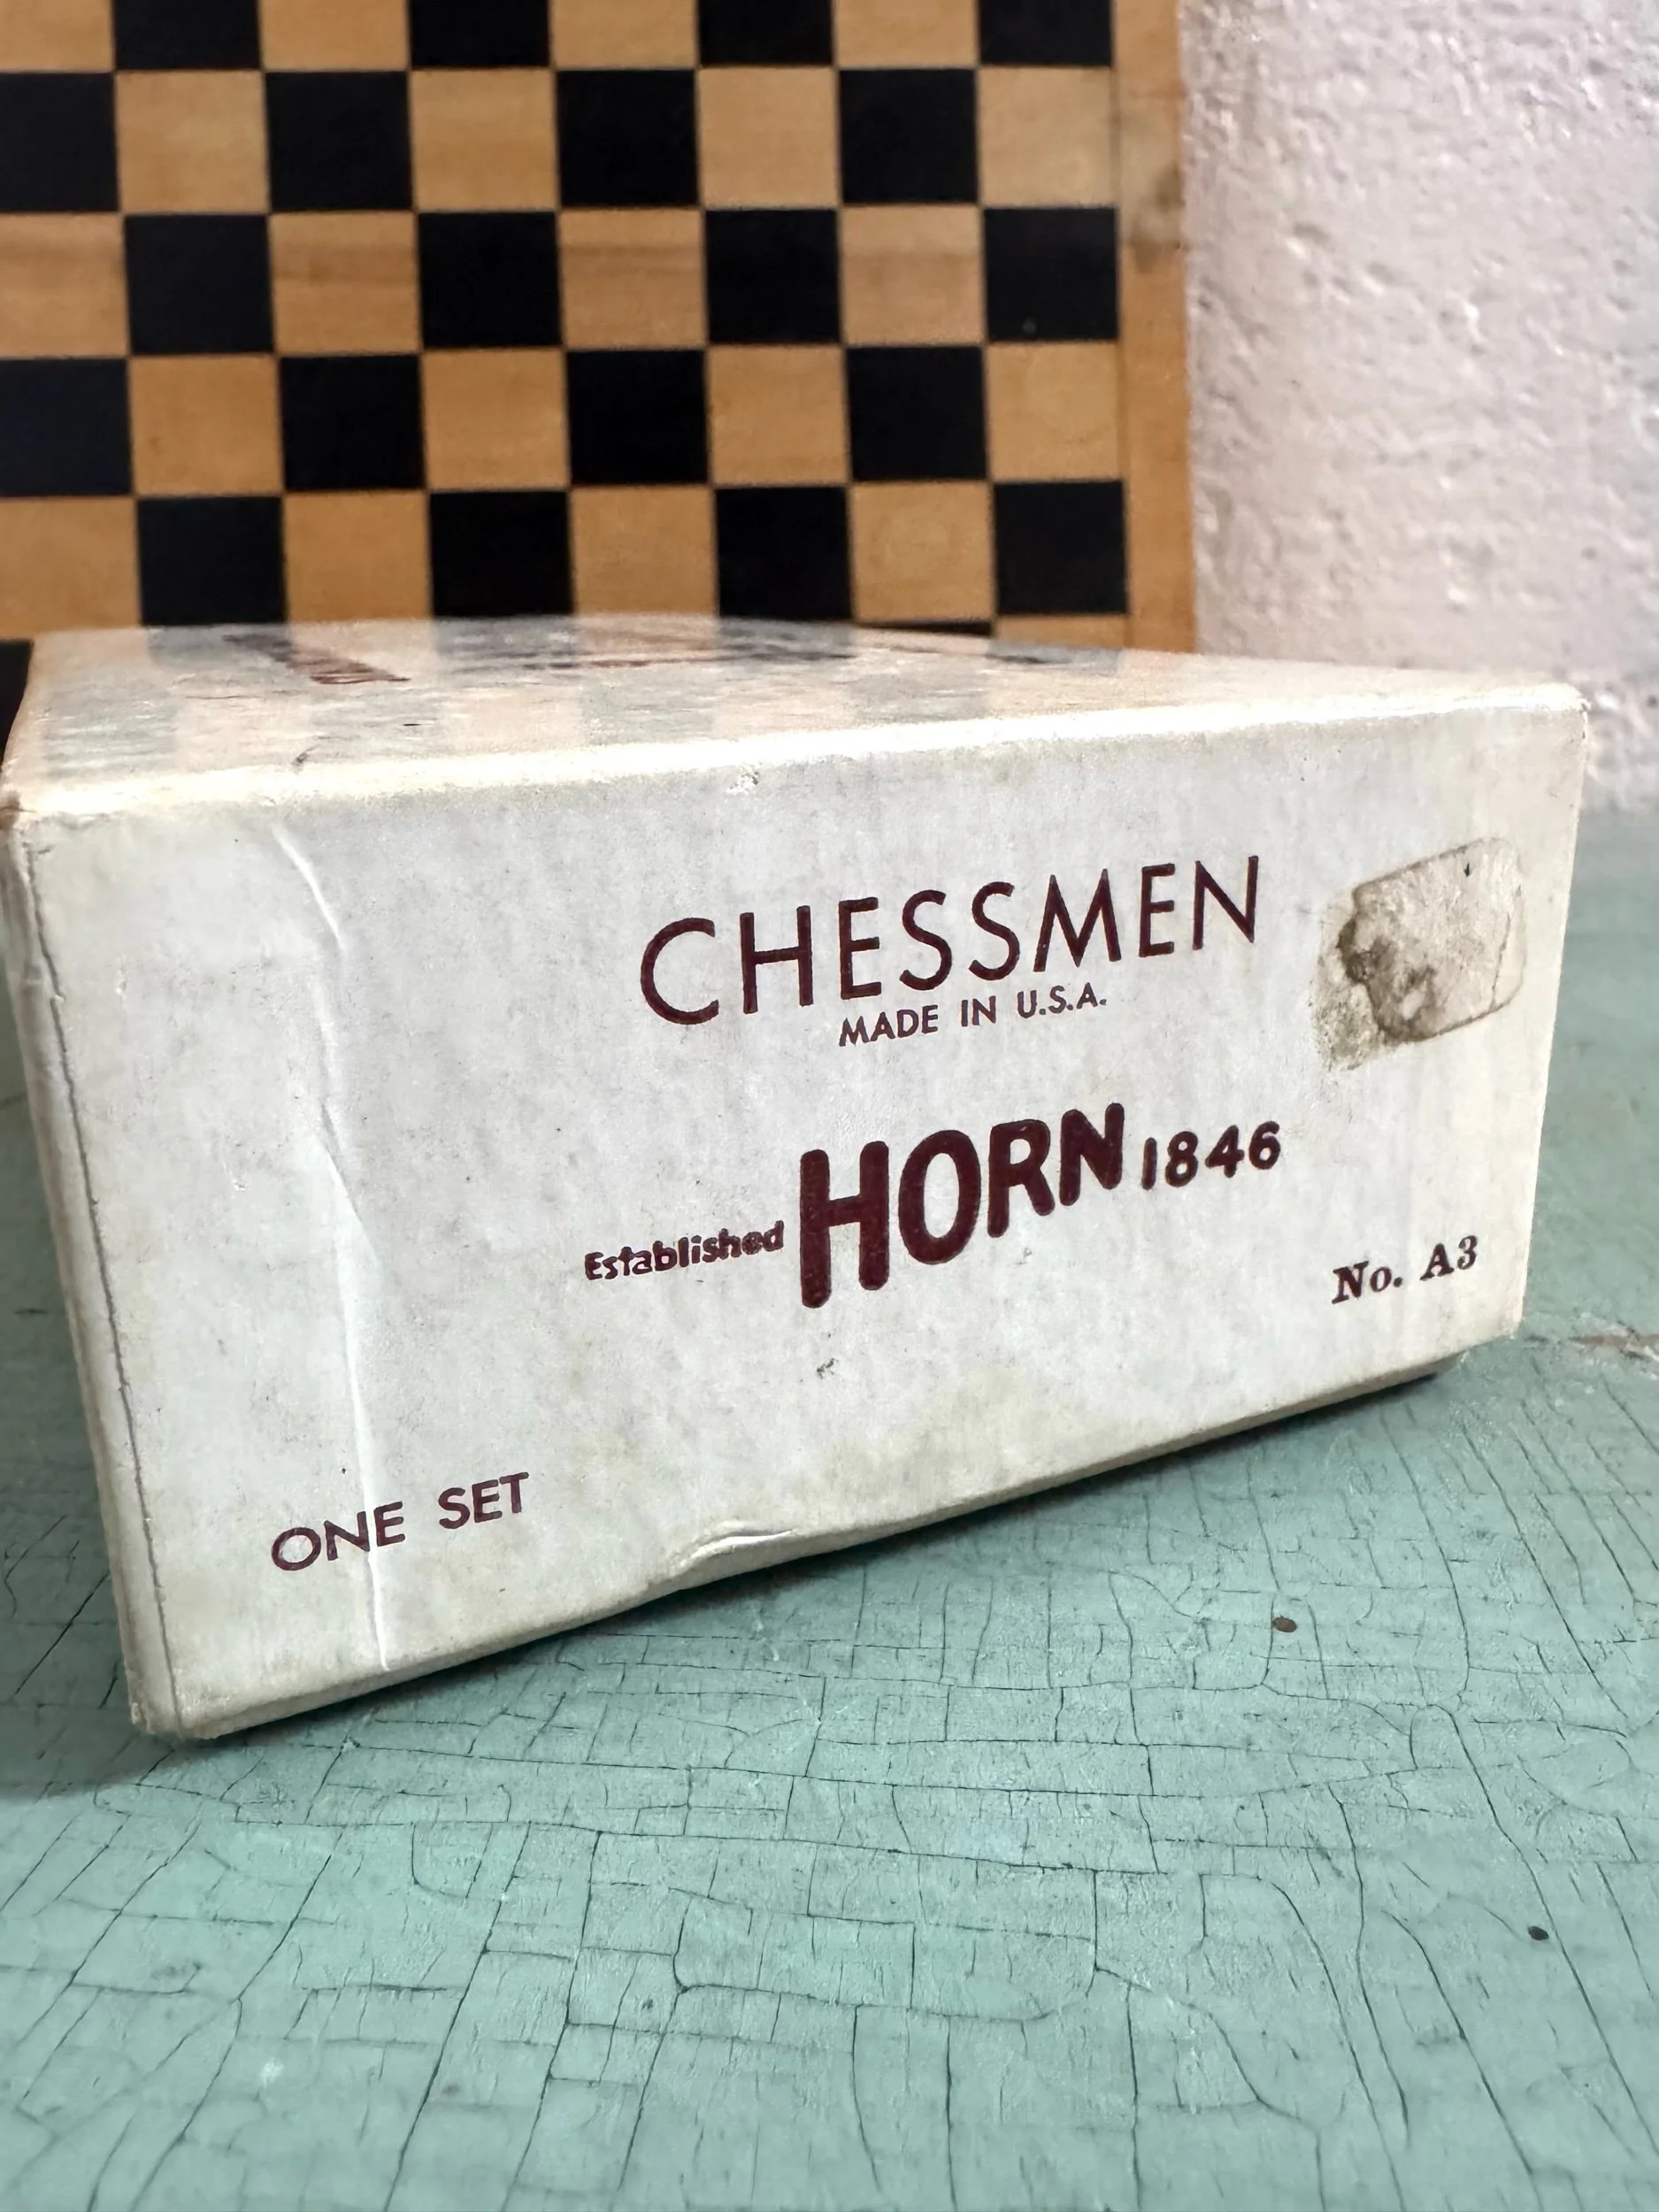 CHESSMEN
MADE IN U.S.A.
Established HORN 1846
No. A3
ONE SET